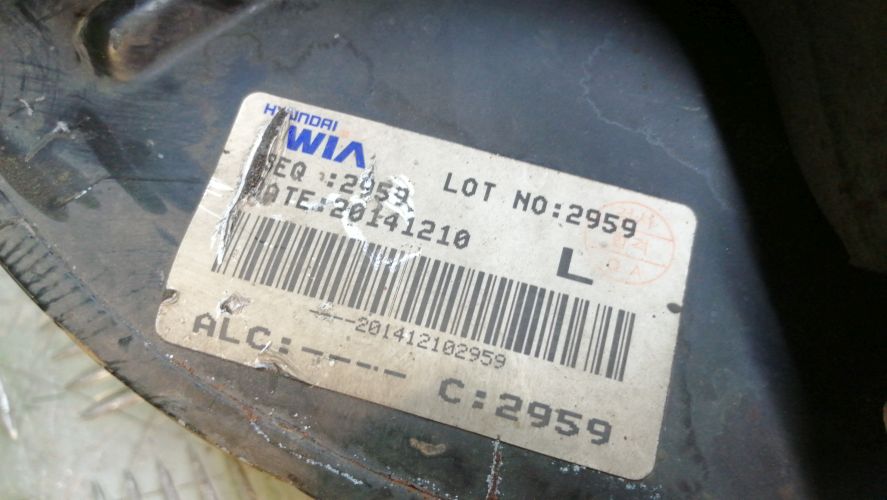 HYUNDAI
WIA
EQ :2959 LOT NO:2959
ATE:20141210
L
----201412102959
ALC:----
C:2959